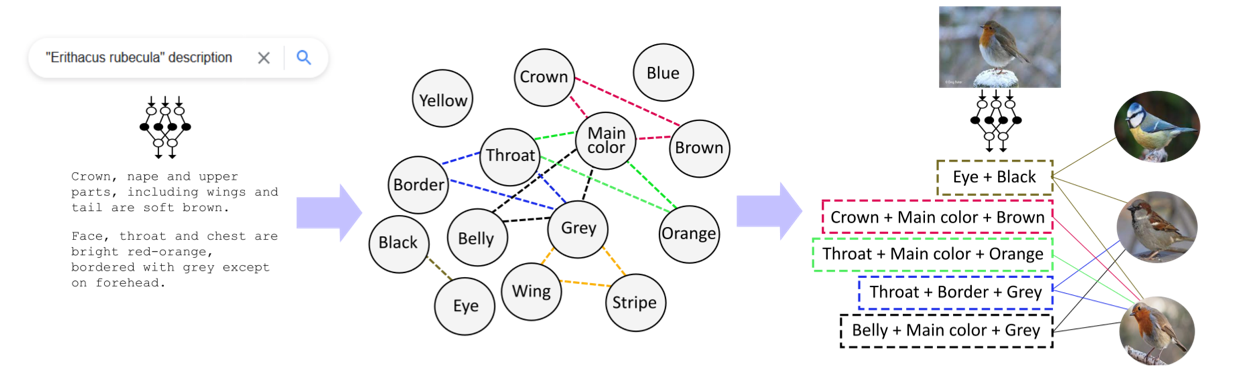 "Erithacus rubecula" description
Crown, nape and upper
parts, including wings and
tail are soft brown.
Face, throat and chest are
bright red-orange,
bordered with grey except
on forehead.
Yellow
Crown
Blue
Throat
Main
color
Brown
Border
Black
Belly
Grey
Orange
Eye
Wing
Stripe
Eye + Black
Crown + Main color + Brown
Throat + Main color + Orange
Throat + Border + Grey
Belly + Main color + Grey